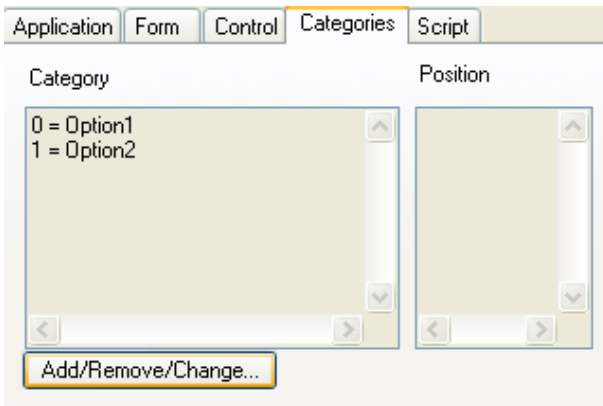 Application Form Control Categories Script
Category Position
0 = Option1
1 = Option2
Add/Remove/Change...